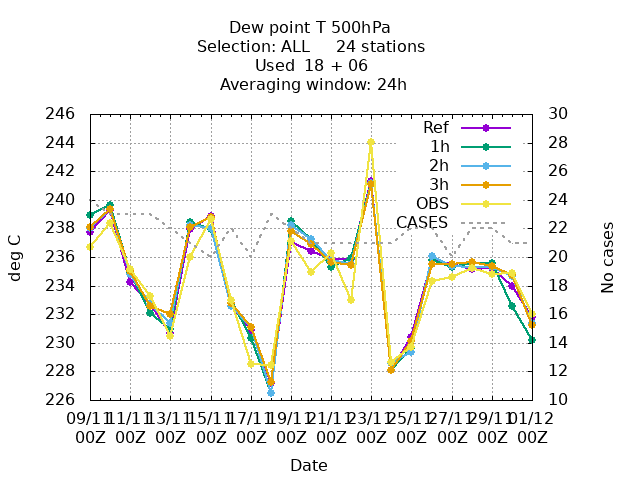 Dew point T 500hPa
Selection: ALL     24 stations
Used  18 + 06
Averaging window: 24h
246
244
242
240
238
236
234
232
230
228
226
30
28
26
24
22
20
18
16
14
12
10
deg C
No cases
Ref
1h
2h
3h
OBS
CASES
09/11 11/11 13/11 15/11 17/11 19/11 21/11 23/11 25/11 27/11 29/11 01/12
00Z 00Z 00Z 00Z 00Z 00Z 00Z 00Z 00Z 00Z 00Z 00Z
Date